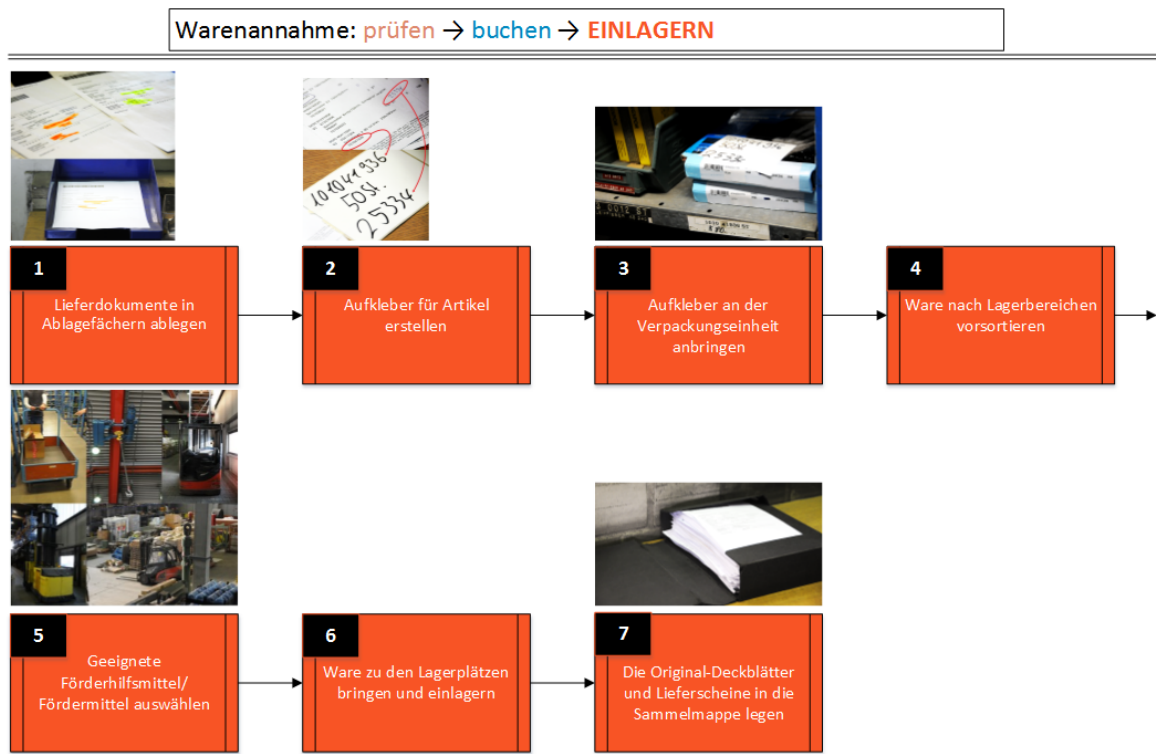 Warenannahme: prüfen → buchen → EINLAGERN
101041936
50St.
25334
1
Lieferdokumente in
Ablagefächern ablegen
2
Aufkleber für Artikel
erstellen
3
Aufkleber an der
Verpackungseinheit
anbringen
4
Ware nach Lagerbereichen
vorsortieren
5
Geeignete
Förderhilfsmittel/
Fördermittel auswählen
6
Ware zu den Lagerplätzen
bringen und einlagern
7
Die Original-Deckblätter
und Lieferscheine in die
Sammelmappe legen